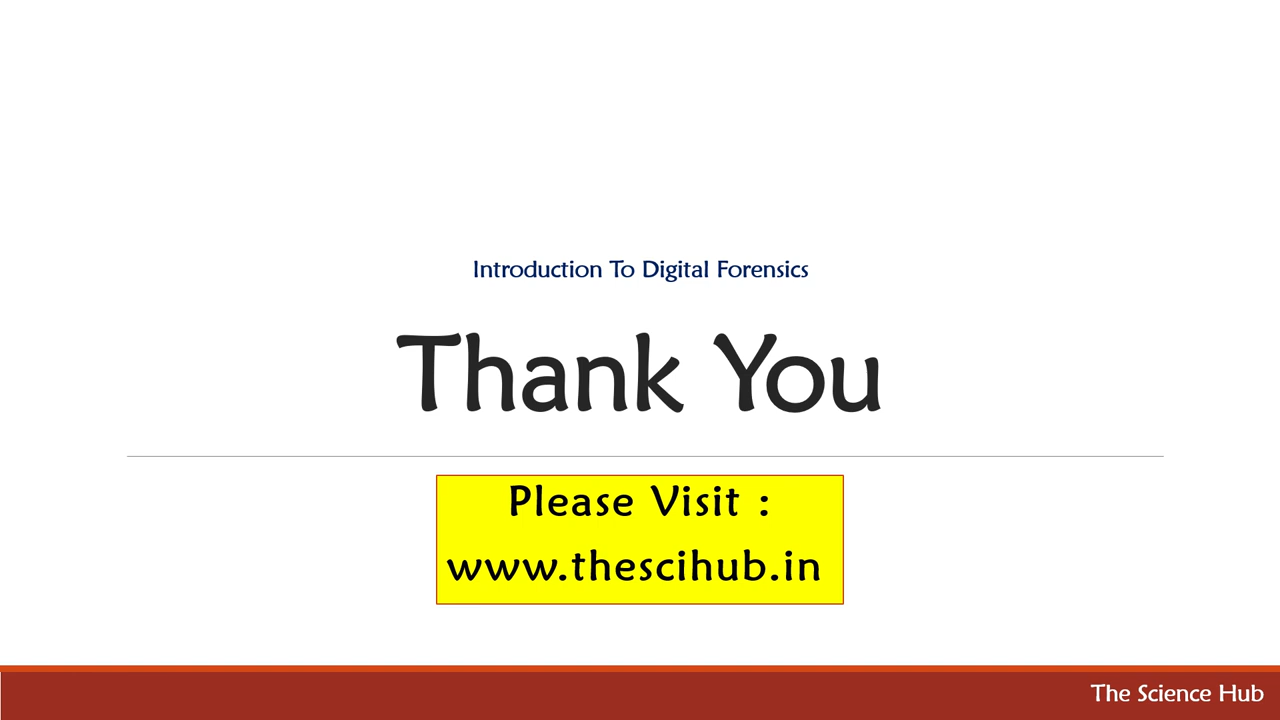 Introduction To Digital Forensics
Thank You
Please Visit :
www.thescihub.in
The Science Hub